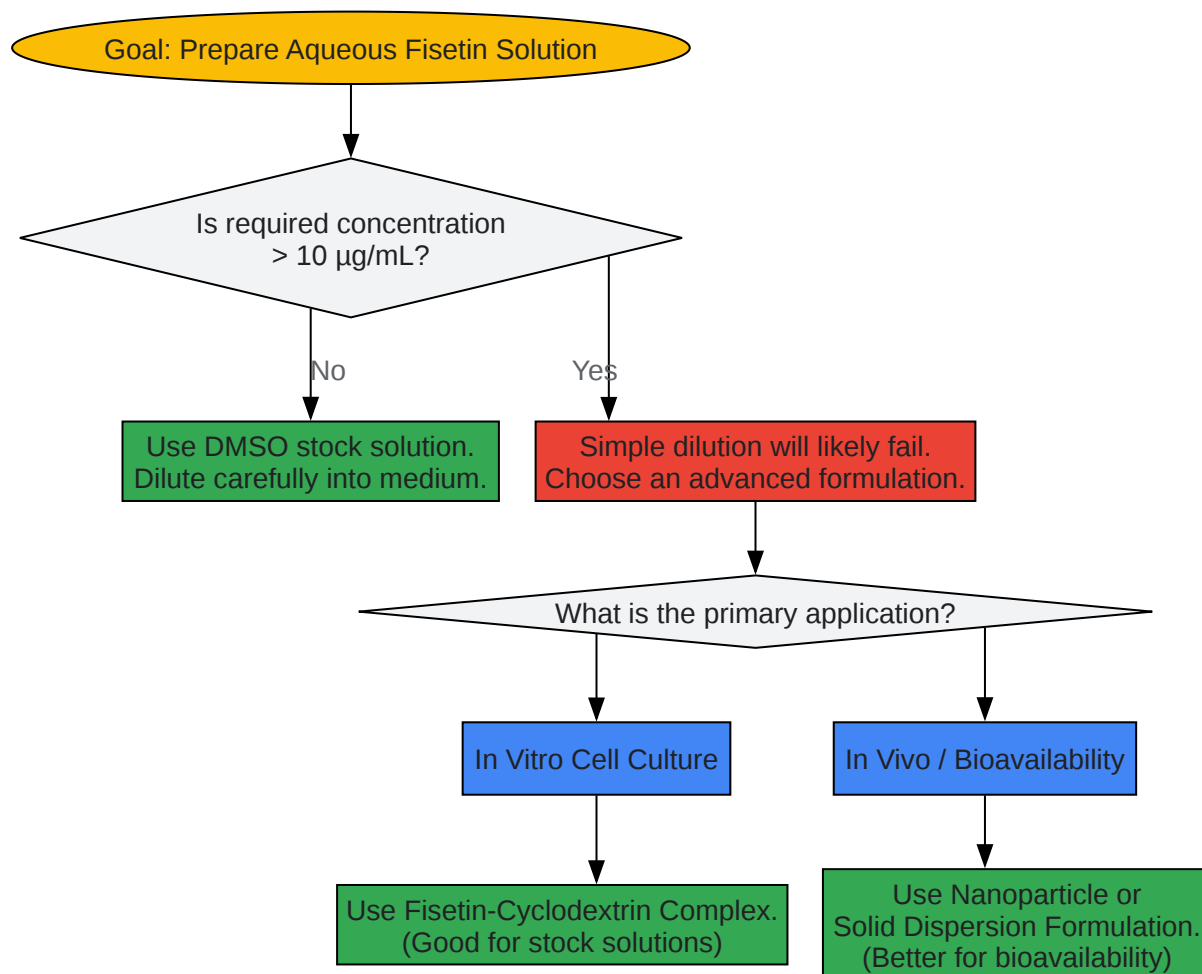 Goal: Prepare Aqueous Fisetin Solution
Is required concentration
> 10 µg/mL?
No
Yes
Use DMSO stock solution.
Dilute carefully into medium.
Simple dilution will likely fail.
Choose an advanced formulation.
What is the primary application?
In Vitro Cell Culture
In Vivo / Bioavailability
Use Fisetin-Cyclodextrin Complex.
(Good for stock solutions)
Use Nanoparticle or
Solid Dispersion Formulation.
(Better for bioavailability)